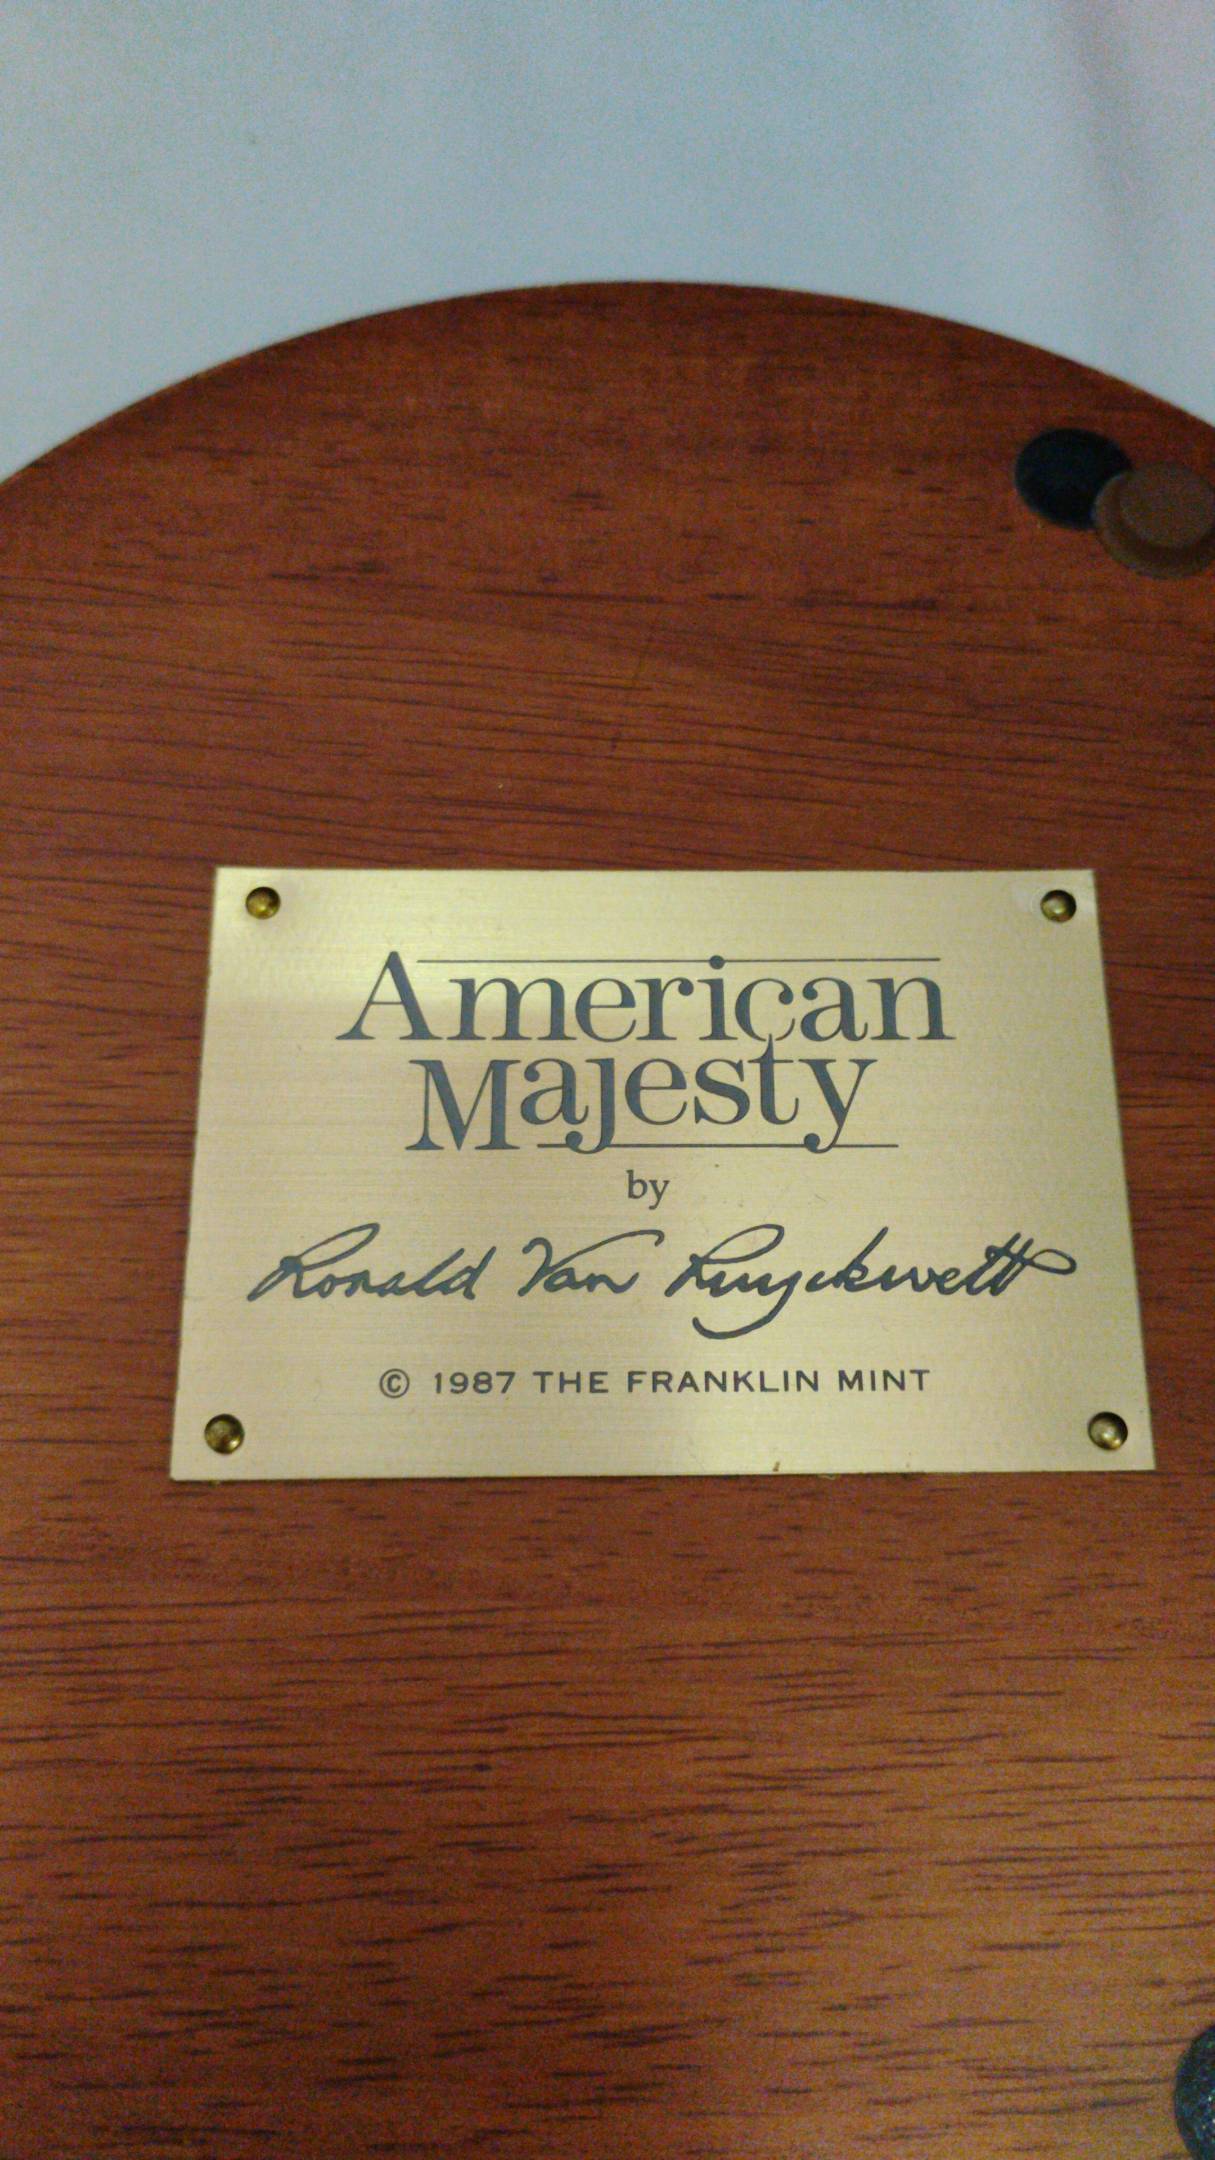 American
Majesty
by
Ronald Van Ruyckevelt
© 1987 THE FRANKLIN MINT